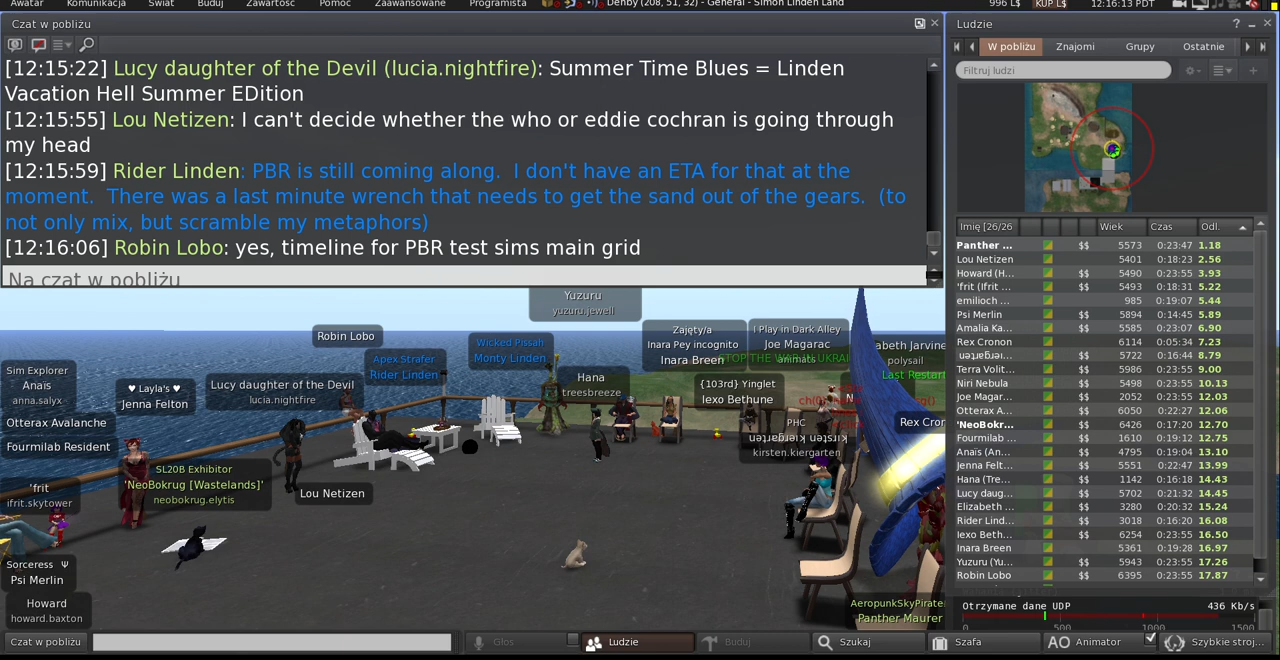 Awatar Komunikacja Świat Buduj Zawartość Pomoc Zaawansowane Programista Denby (208, 51, 32) - General - Simon Linden Land 996 L$ KUP L$ 12:16:13 PDT
Czat w pobliżu
[12:15:22] Lucy daughter of the Devil (lucia.nightfire): Summer Time Blues = Linden
Vacation Hell Summer EDition
[12:15:55] Lou Netizen: I can't decide whether the who or eddie cochran is going through
my head
[12:15:59] Rider Linden: PBR is still coming along. I don't have an ETA for that at the
moment. There was a last minute wrench that needs to get the sand out of the gears. (to
not only mix, but scramble my metaphors)
[12:16:06] Robin Lobo: yes, timeline for PBR test sims main grid
Na czat w pobliżu
Yuzuru
yuzuru.jewell
Robin Lobo
Wicked Pissah
Monty Linden
Zajęty/a
Inara Pey incognito
Inara Breen
I Play in Dark Alley
Joe Magarac
animats
STOP THE WAR IN UKRAI
abeth Jarvine
polysail
Last Restart
Apex Strafer
Rider Linden
Sim Explorer
Anaïs
anna.salyx
♥ Layla's ♥
Jenna Felton
Lucy daughter of the Devil
lucia.nightfire
Hana
treesbreeze
{103rd} Yinglet
Iexo Bethune
Otterax Avalanche
Fourmilab Resident
PHC
kirsten.kiergarten
Rex Cron
SL20B Exhibitor
'NeoBokrug [Wastelands]'
neobokrug.elytis
Lou Netizen
'frit
ifrit.skytower
Sorceress Ψ
Psi Merlin
Howard
howard.baxton
AeropunkSkyPirate
Panther Maurer
Ludzie
W pobliżu Znajomi Grupy Ostatnie
Filtruj ludzi
Imię [26/26 Wiek Czas Odl.
Panther ... $$ 5573 0:23:47 1.18
Lou Netizen 5401 0:18:23 2.56
Howard (H... $$ 5490 0:23:55 3.93
'frit (Ifrit ... $$ 5493 0:18:31 5.22
emilioch ... 985 0:19:07 5.44
Psi Merlin $$ 5894 0:14:45 5.89
Amalia Ka... $$ 5585 0:23:07 6.90
Rex Cronon 6114 0:05:34 7.23
$$ 5722 0:16:44 8.79
Terra Volit... $$ 5986 0:23:55 9.00
Niri Nebula $$ 5498 0:23:55 10.13
Joe Magar... $$ 2052 0:23:55 12.03
Otterax A... $$ 6050 0:22:27 12.06
'NeoBokr... $$ 6426 0:17:20 12.70
Fourmilab ... $$ 1610 0:19:12 12.75
Anaïs (An... $$ 4795 0:19:04 13.10
Jenna Felt... $$ 5551 0:22:47 13.99
Hana (Tre... $$ 1142 0:16:18 14.43
Lucy daug... $$ 5702 0:21:32 14.45
Elizabeth ... $$ 3280 0:20:32 15.24
Rider Lind... $$ 3018 0:16:20 16.08
Iexo Beth... $$ 6254 0:23:55 16.50
Inara Breen 5361 0:19:28 16.97
Yuzuru (Yu... $$ 5943 0:23:55 17.26
Robin Lobo $$ 6395 0:23:55 17.87
Otrzymane dane UDP 436 Kb/s
0 500 1000 1500
Czat w pobliżu Głos Ludzie Buduj Szukaj Szafa AO Animator Szybkie stroj...